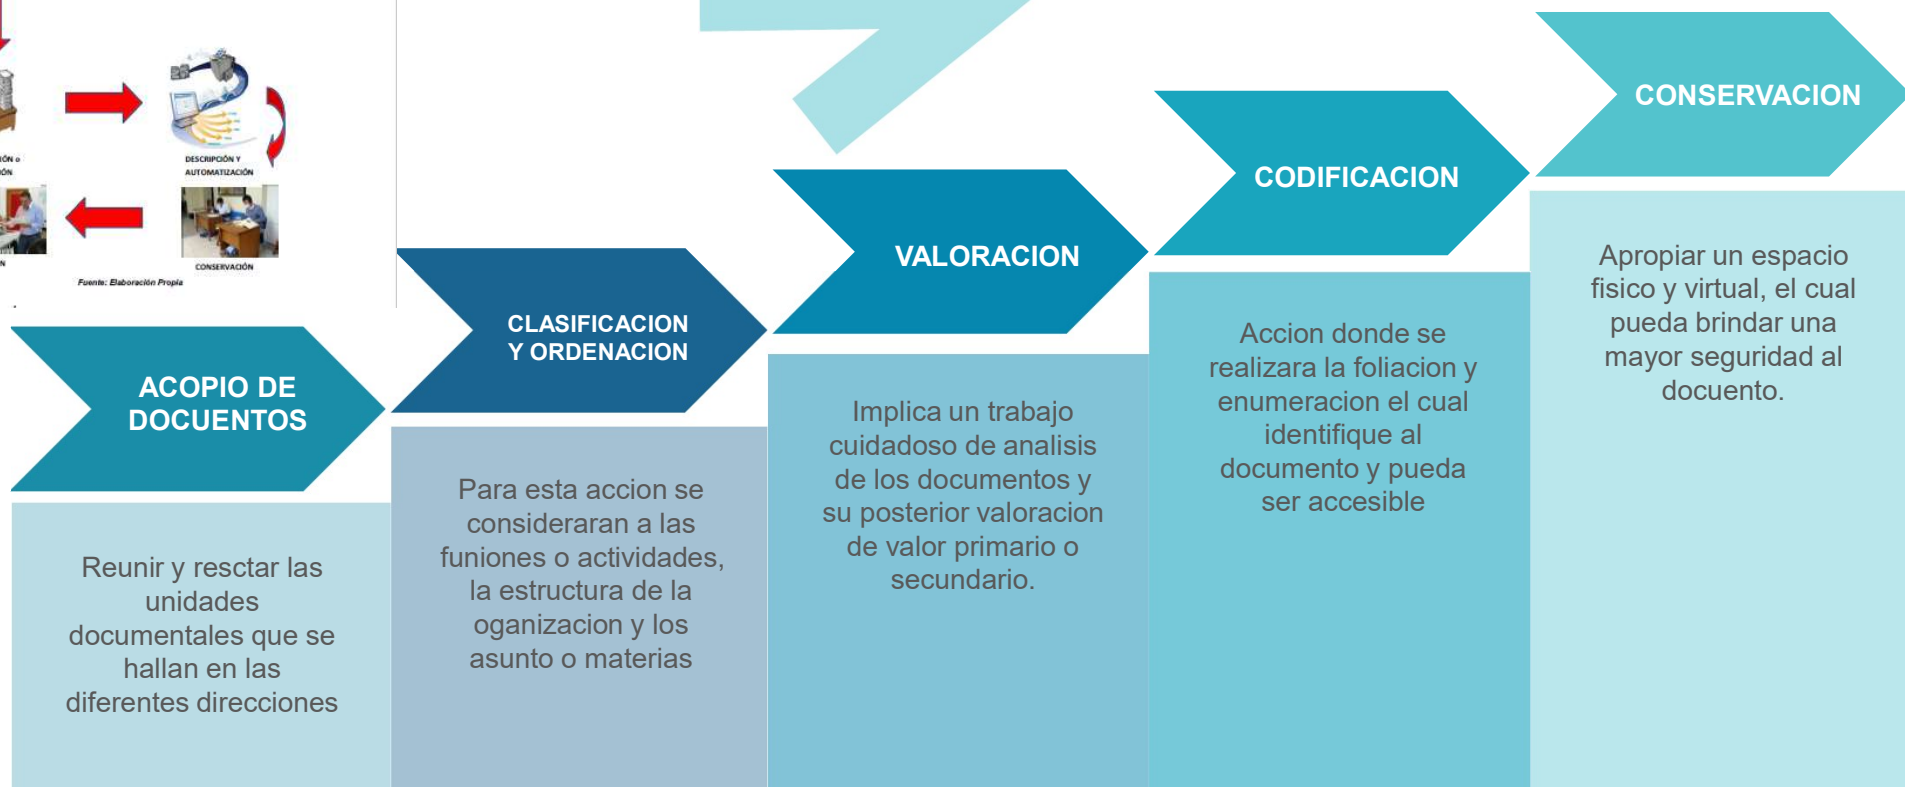 DESCRIPCIÓN Y
AUTOMATIZACIÓN
CONSERVACIÓN
Fuente: Elaboración Propia
ACOPIO DE
DOCUENTOS
Reunir y resctar las
unidades
documentales que se
hallan en las
diferentes direcciones
CLASIFICACION
Y ORDENACION
Para esta accion se
consideraran a las
funiones o actividades,
la estructura de la
oganizacion y los
asunto o materias
VALORACION
Implica un trabajo
cuidadoso de analisis
de los documentos y
su posterior valoracion
de valor primario o
secundario.
CODIFICACION
Accion donde se
realizara la foliacion y
enumeracion el cual
identifique al
documento y pueda
ser accesible
CONSERVACION
Apropiar un espacio
fisico y virtual, el cual
pueda brindar una
mayor seguridad al
docuento.